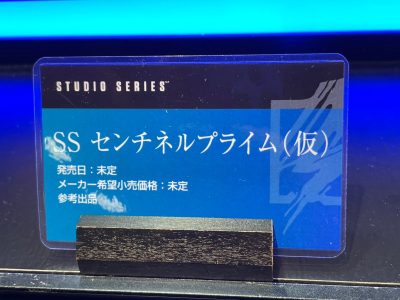 STUDIO SERIES™
SS センチネルプライム(仮)
発売日:未定
メーカー希望小売価格:未定
参考出品